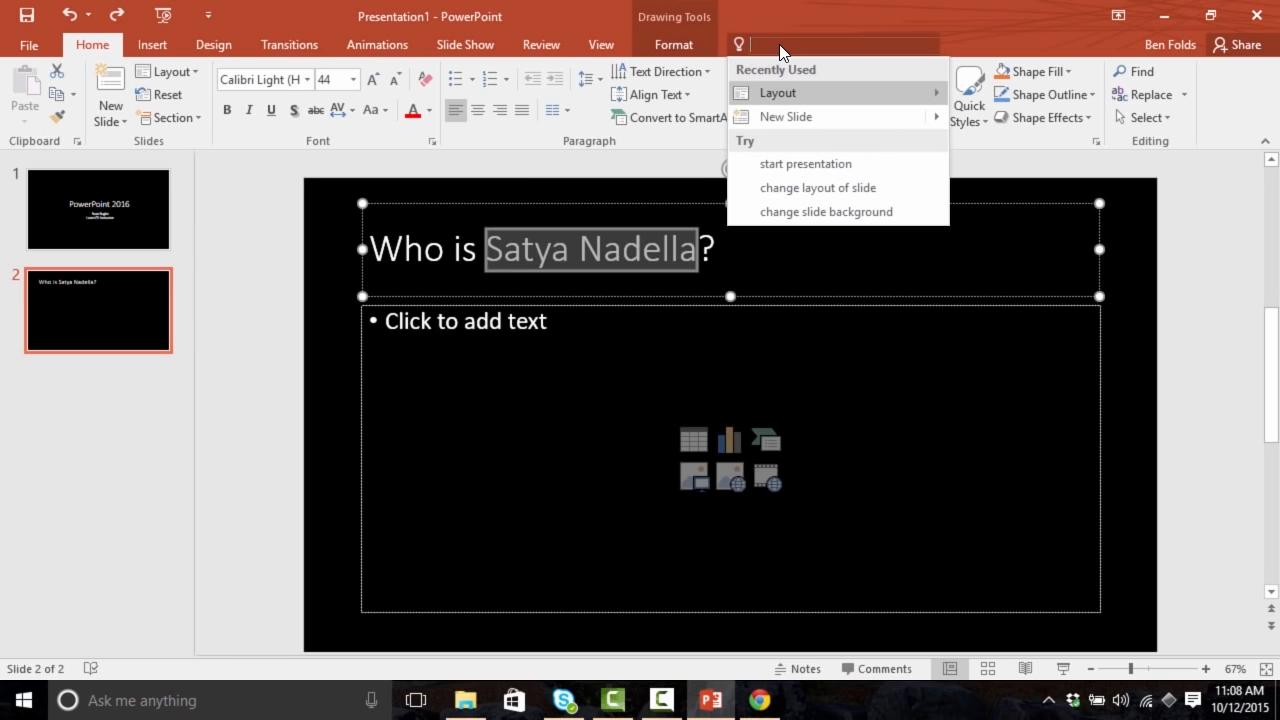 Presentation1 - PowerPoint
Drawing Tools
File Home Insert Design Transitions Animations Slide Show Review View Format
Ben Folds Share
Paste
New Slide
Layout
Reset
Section
Calibri Light (H 44
B I U S abc AV Aa A
Text Direction
Align Text
Convert to SmartA
Quick Styles
Shape Fill
Shape Outline
Shape Effects
Find
Replace
Select
Clipboard Slides Font Paragraph Editing
Recently Used
Layout
New Slide
Try
start presentation
change layout of slide
change slide background
1
PowerPoint 2016
2
Who is Satya Nadella?
Who is Satya Nadella?
• Click to add text
Slide 2 of 2 Notes Comments 67%
Ask me anything
11:08 AM
10/12/2015